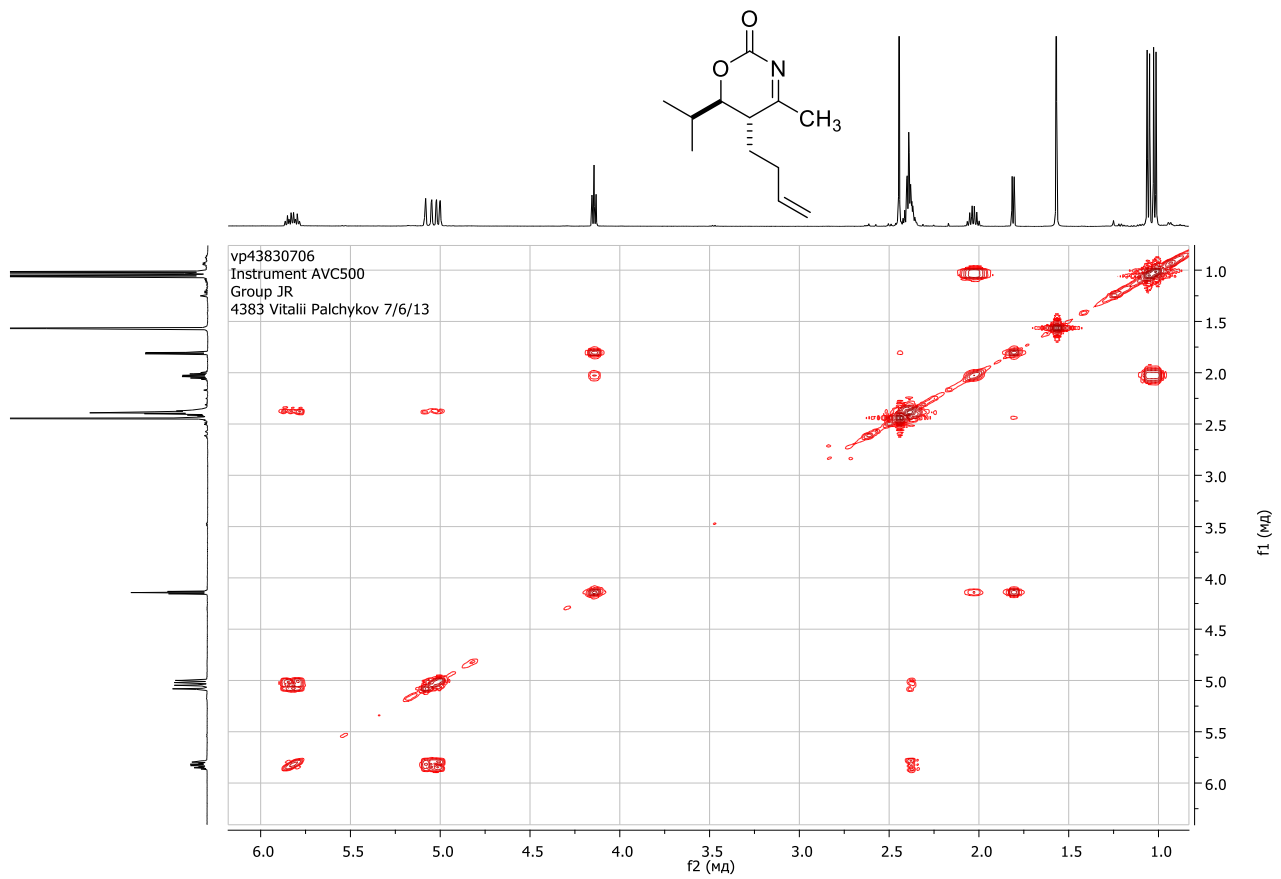 O
O
N
CH3
vp43830706
Instrument AVC500
Group JR
4383 Vitalii Palchykov 7/6/13
1.0
1.5
2.0
2.5
3.0
3.5
4.0
4.5
5.0
5.5
6.0
f1 (мд)
6.0 5.5 5.0 4.5 4.0 3.5 3.0 2.5 2.0 1.5 1.0
f2 (мд)